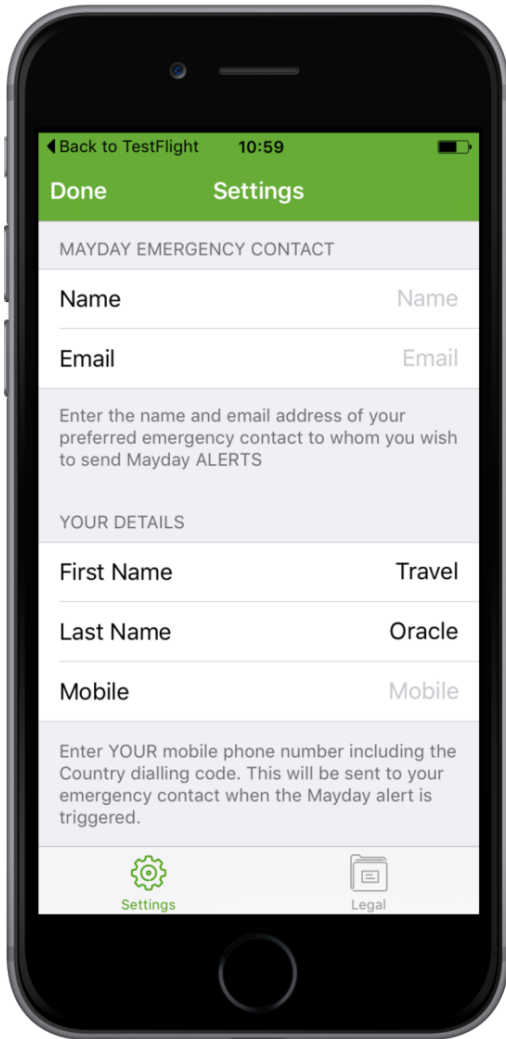 Back to TestFlight 10:59
Done Settings
MAYDAY EMERGENCY CONTACT
Name Name
Email Email
Enter the name and email address of your
preferred emergency contact to whom you wish
to send Mayday ALERTS
YOUR DETAILS
First Name Travel
Last Name Oracle
Mobile Mobile
Enter YOUR mobile phone number including the
Country dialling code. This will be sent to your
emergency contact when the Mayday alert is
triggered.
Settings Legal